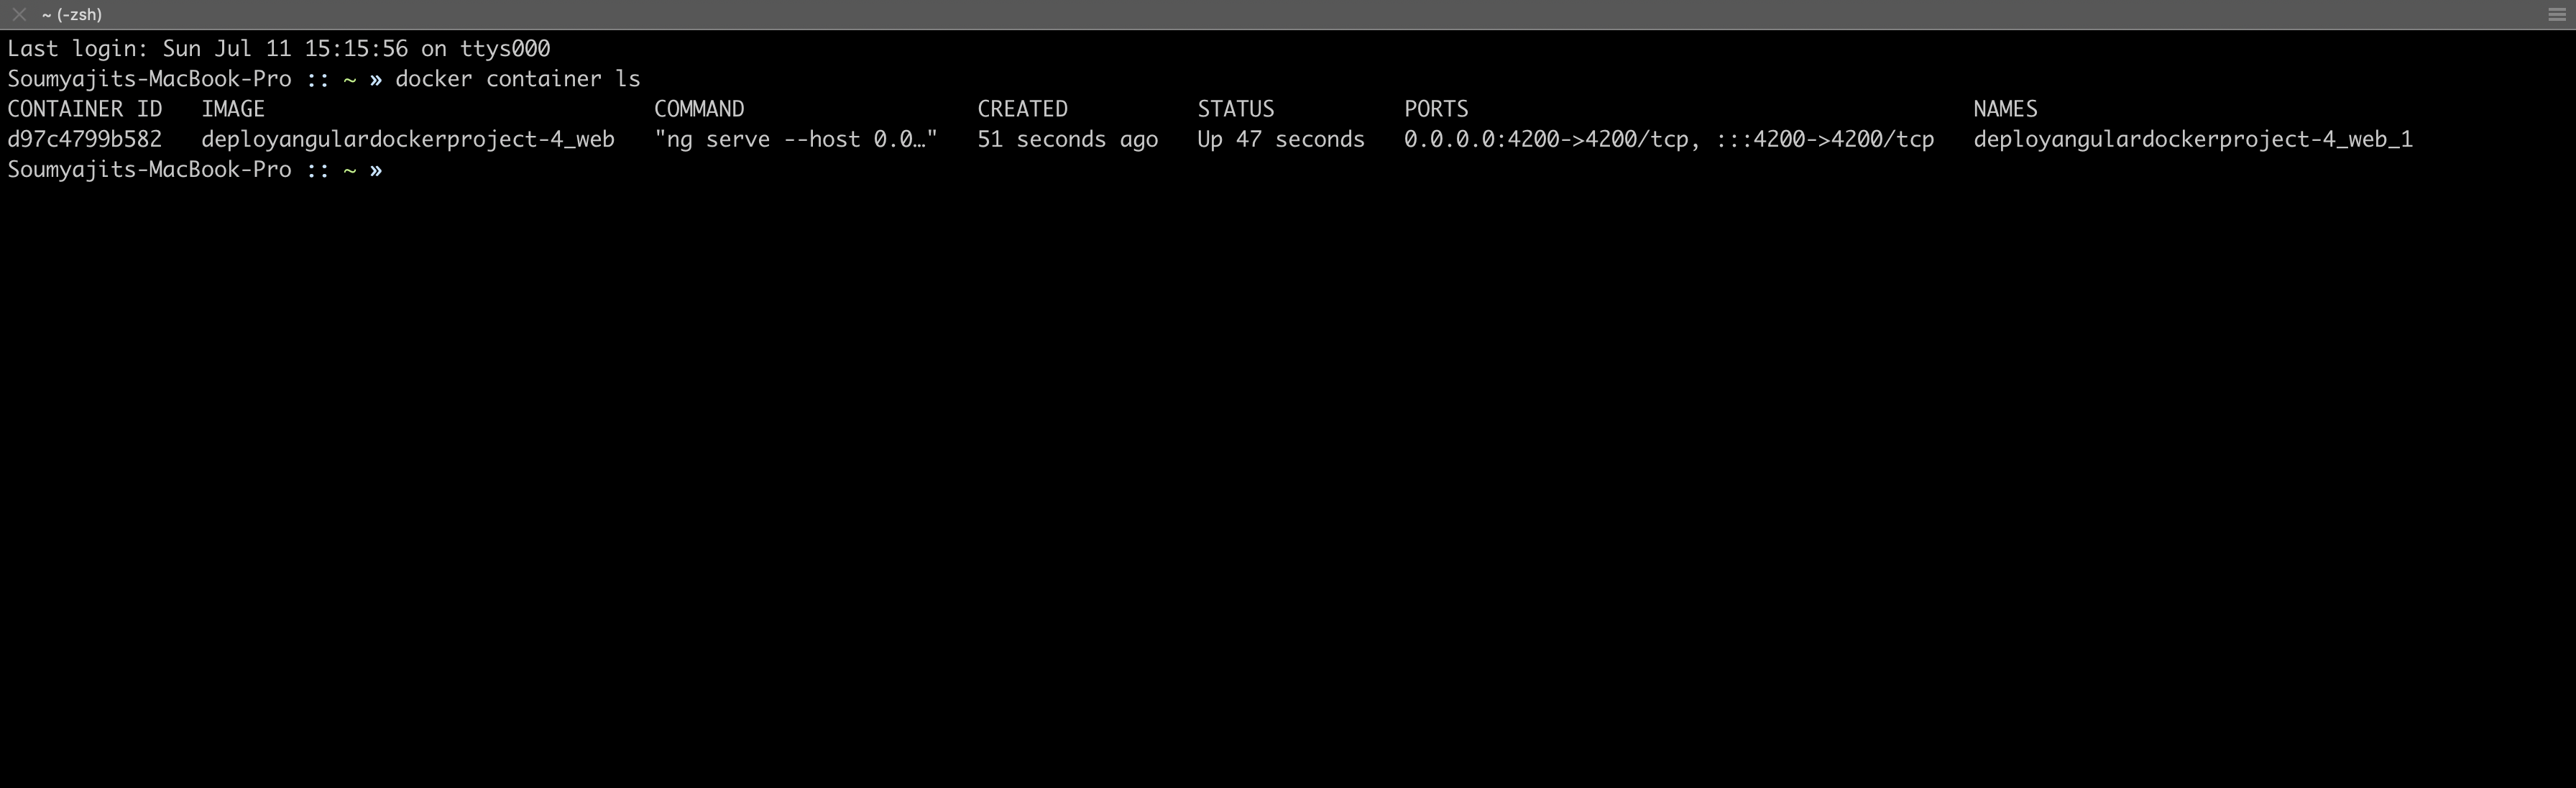 ~ (-zsh)
Last login: Sun Jul 11 15:15:56 on ttys000
Soumyajits-MacBook-Pro :: ~ » docker container ls
CONTAINER ID   IMAGE                              COMMAND                  CREATED          STATUS          PORTS                                       NAMES
d97c4799b582   deployangulardockerproject-4_web   "ng serve --host 0.0…"   51 seconds ago   Up 47 seconds   0.0.0.0:4200->4200/tcp, :::4200->4200/tcp   deployangulardockerproject-4_web_1
Soumyajits-MacBook-Pro :: ~ »